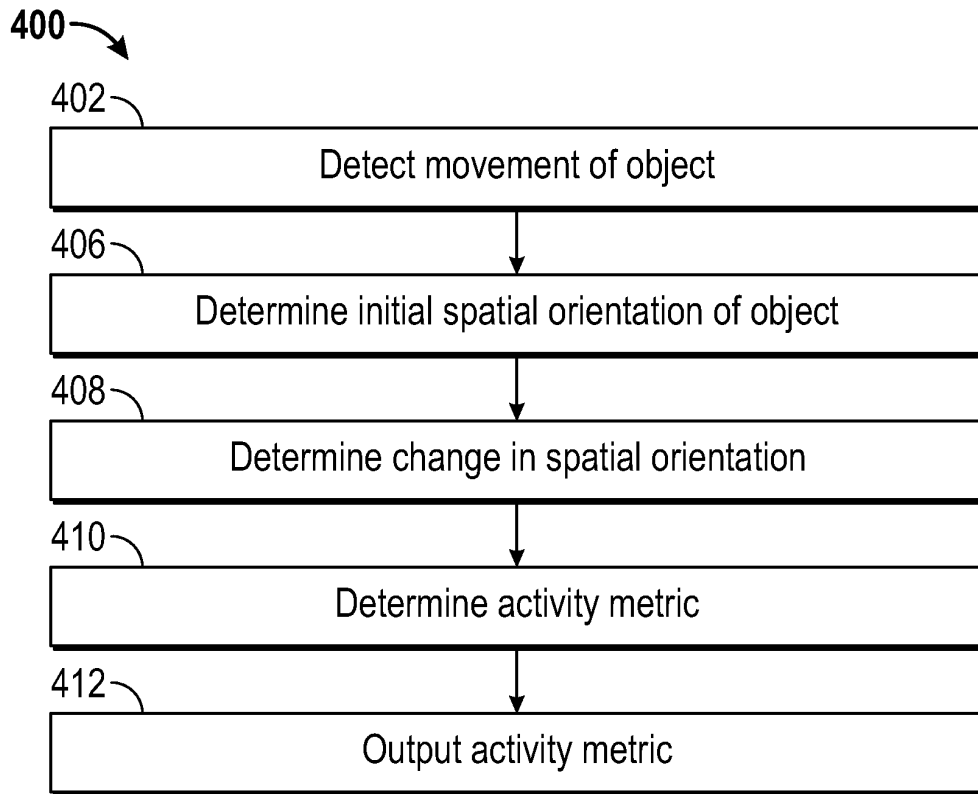 400
402
Detect movement of object
406
Determine initial spatial orientation of object
408
Determine change in spatial orientation
410
Determine activity metric
412
Output activity metric